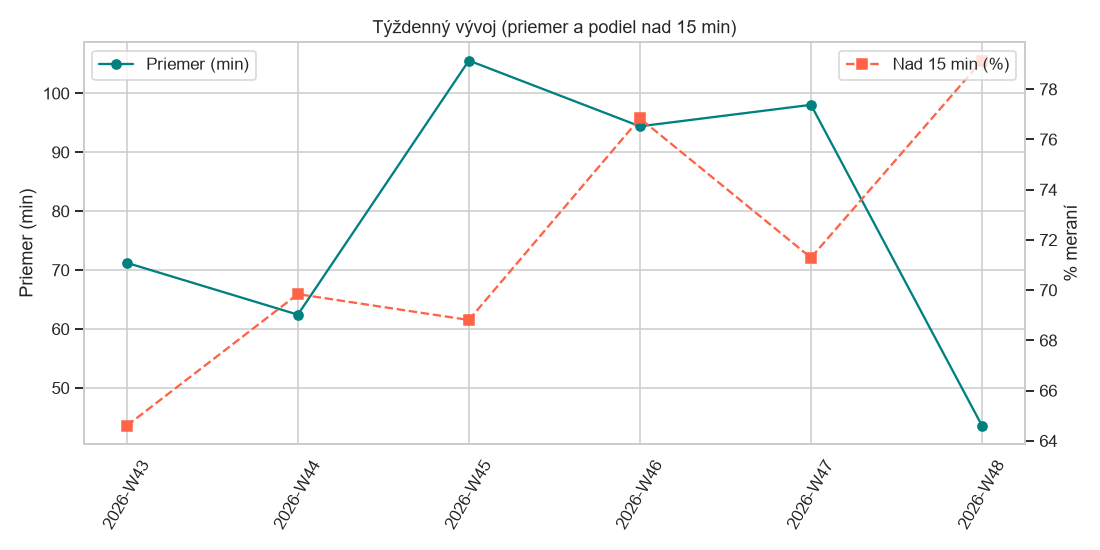 Týždenný vývoj (priemer a podiel nad 15 min)
Priemer (min)
Nad 15 min (%)
Priemer (min)
100
90
80
70
60
50
% meraní
78
76
74
72
70
68
66
64
2026-W43
2026-W44
2026-W45
2026-W46
2026-W47
2026-W48